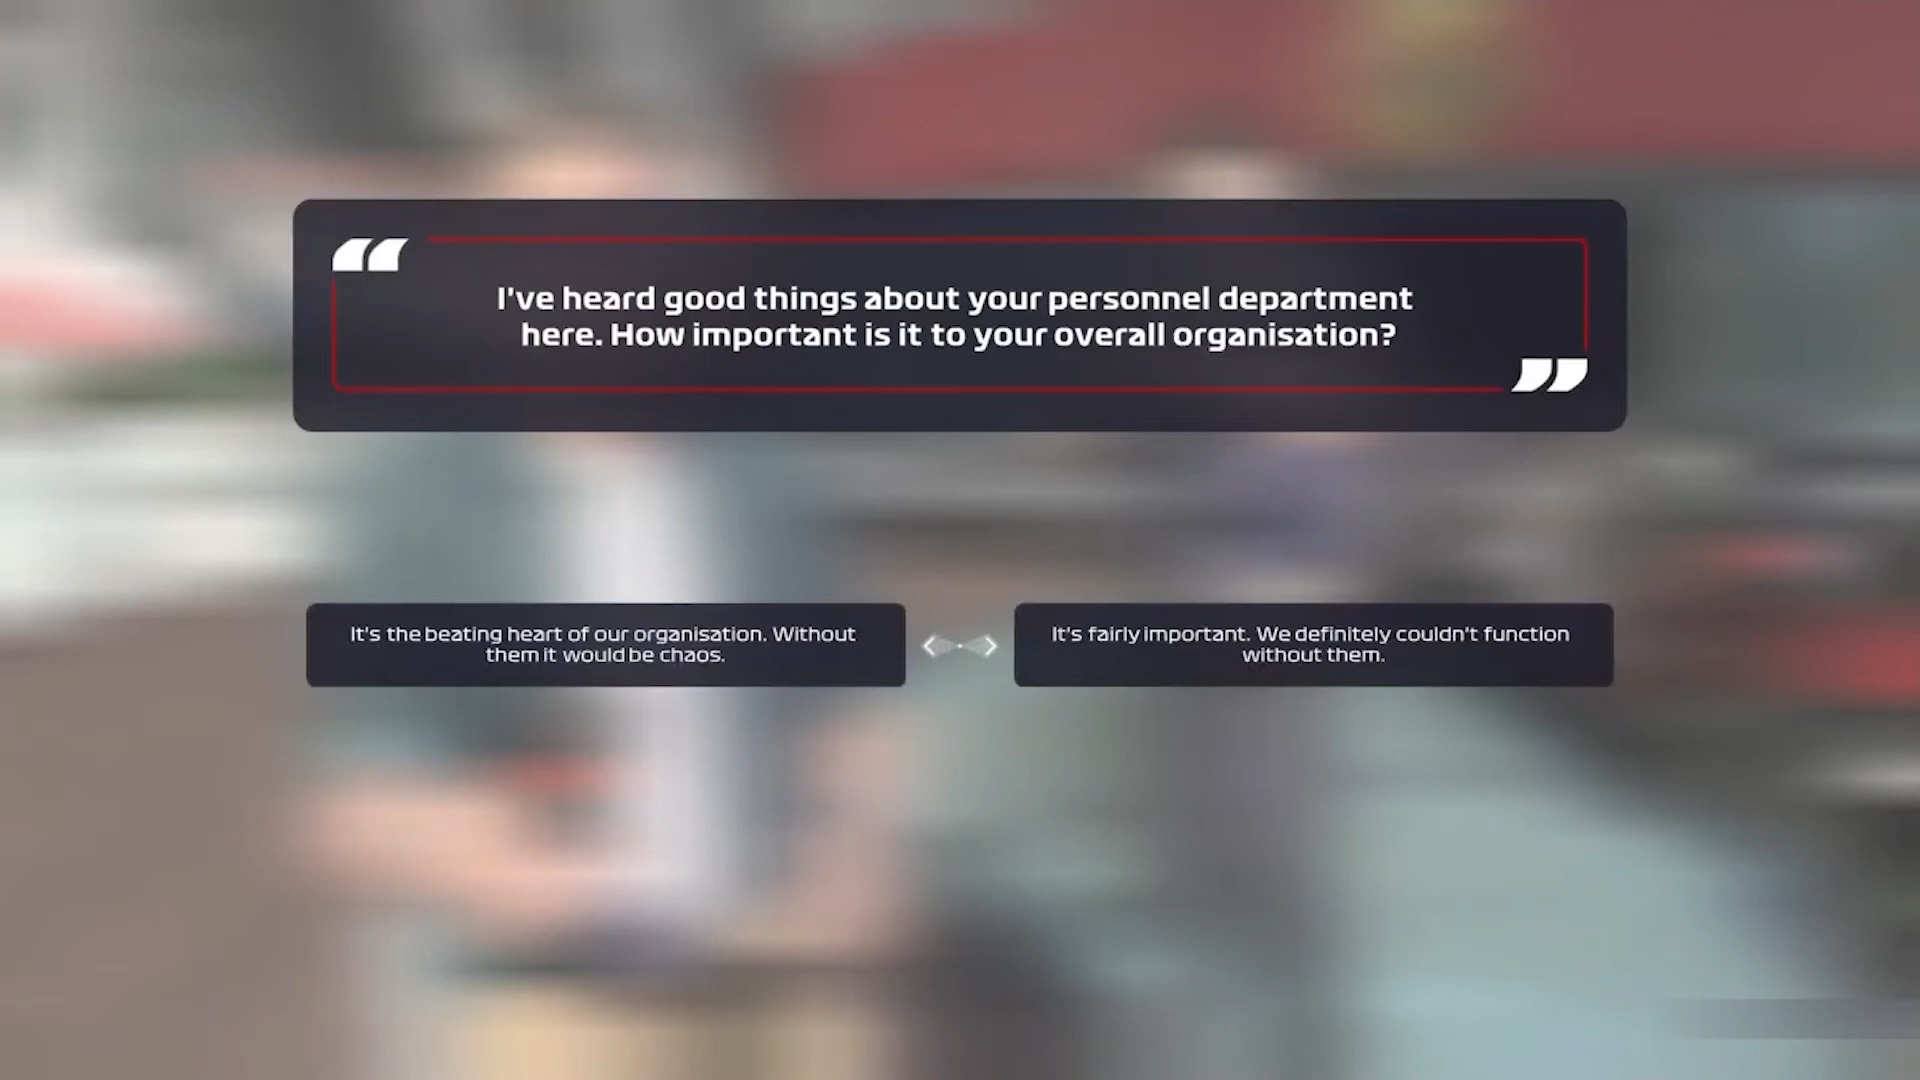 I've heard good things about your personnel department
here. How important is it to your overall organisation?
It's the beating heart of our organisation. Without
them it would be chaos.
It's fairly important. We definitely couldn't function
without them.